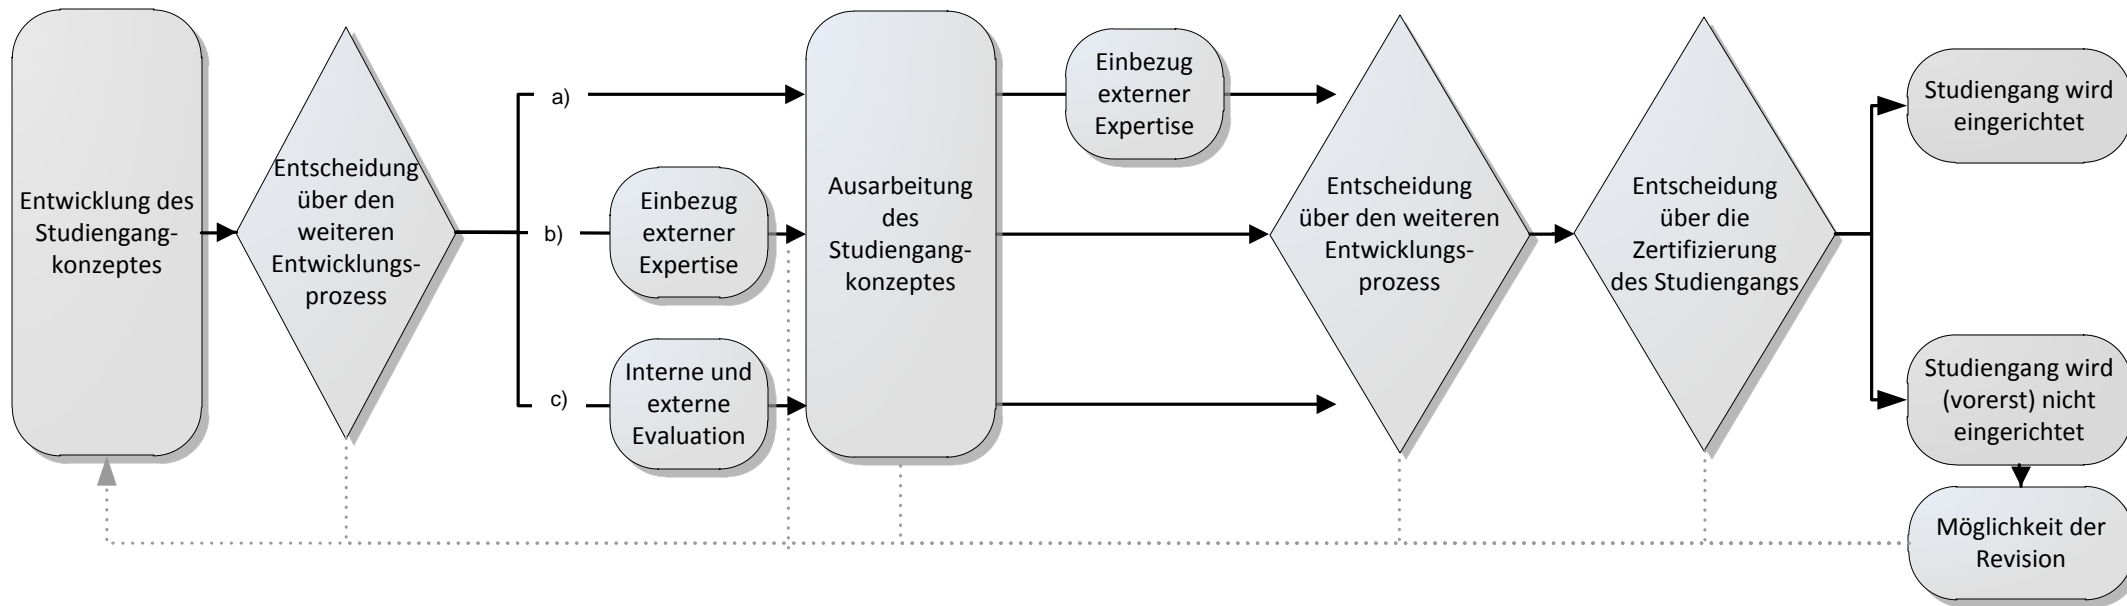 Entwicklung des
Studiengang-
konzeptes
Entscheidung
über den
weiteren
Entwicklungs-
prozess
a)
b)
c)
Einbezug
externer
Expertise
Interne und
externe
Evaluation
Ausarbeitung
des
Studiengang-
konzeptes
Einbezug
externer
Expertise
Entscheidung
über den weiteren
Entwicklungs-
prozess
Entscheidung
über die
Zertifizierung
des Studiengangs
Studiengang wird
eingerichtet
Studiengang wird
(vorerst) nicht
eingerichtet
Möglichkeit der
Revision